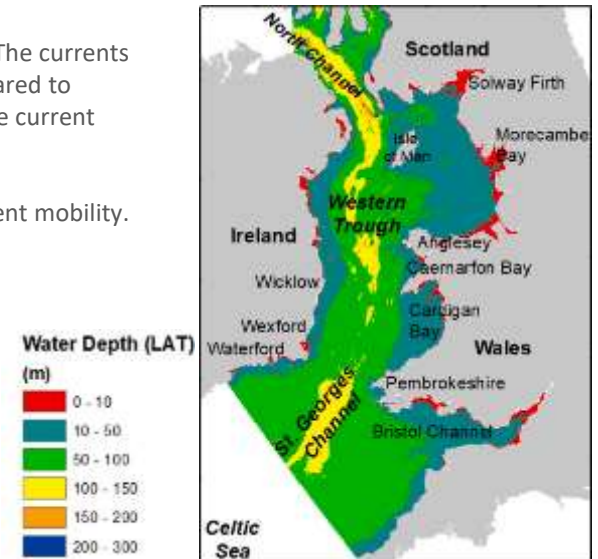 The currents
ared to
e current
ent mobility.
North Channel
Scotland
Solway Firth
Isle
of Man
Morecambe
Bay
Western
Trough
Ireland
Anglesey
Caernarfon Bay
Wicklow
Cardigan
Bay
Wexford
Waterford
Wales
Pembrokeshire
St. Georges
Channel
Bristol Channel
Celtic
Sea
Water Depth (LAT)
(m)
0 - 10
10 - 50
50 - 100
100 - 150
150 - 200
200 - 300